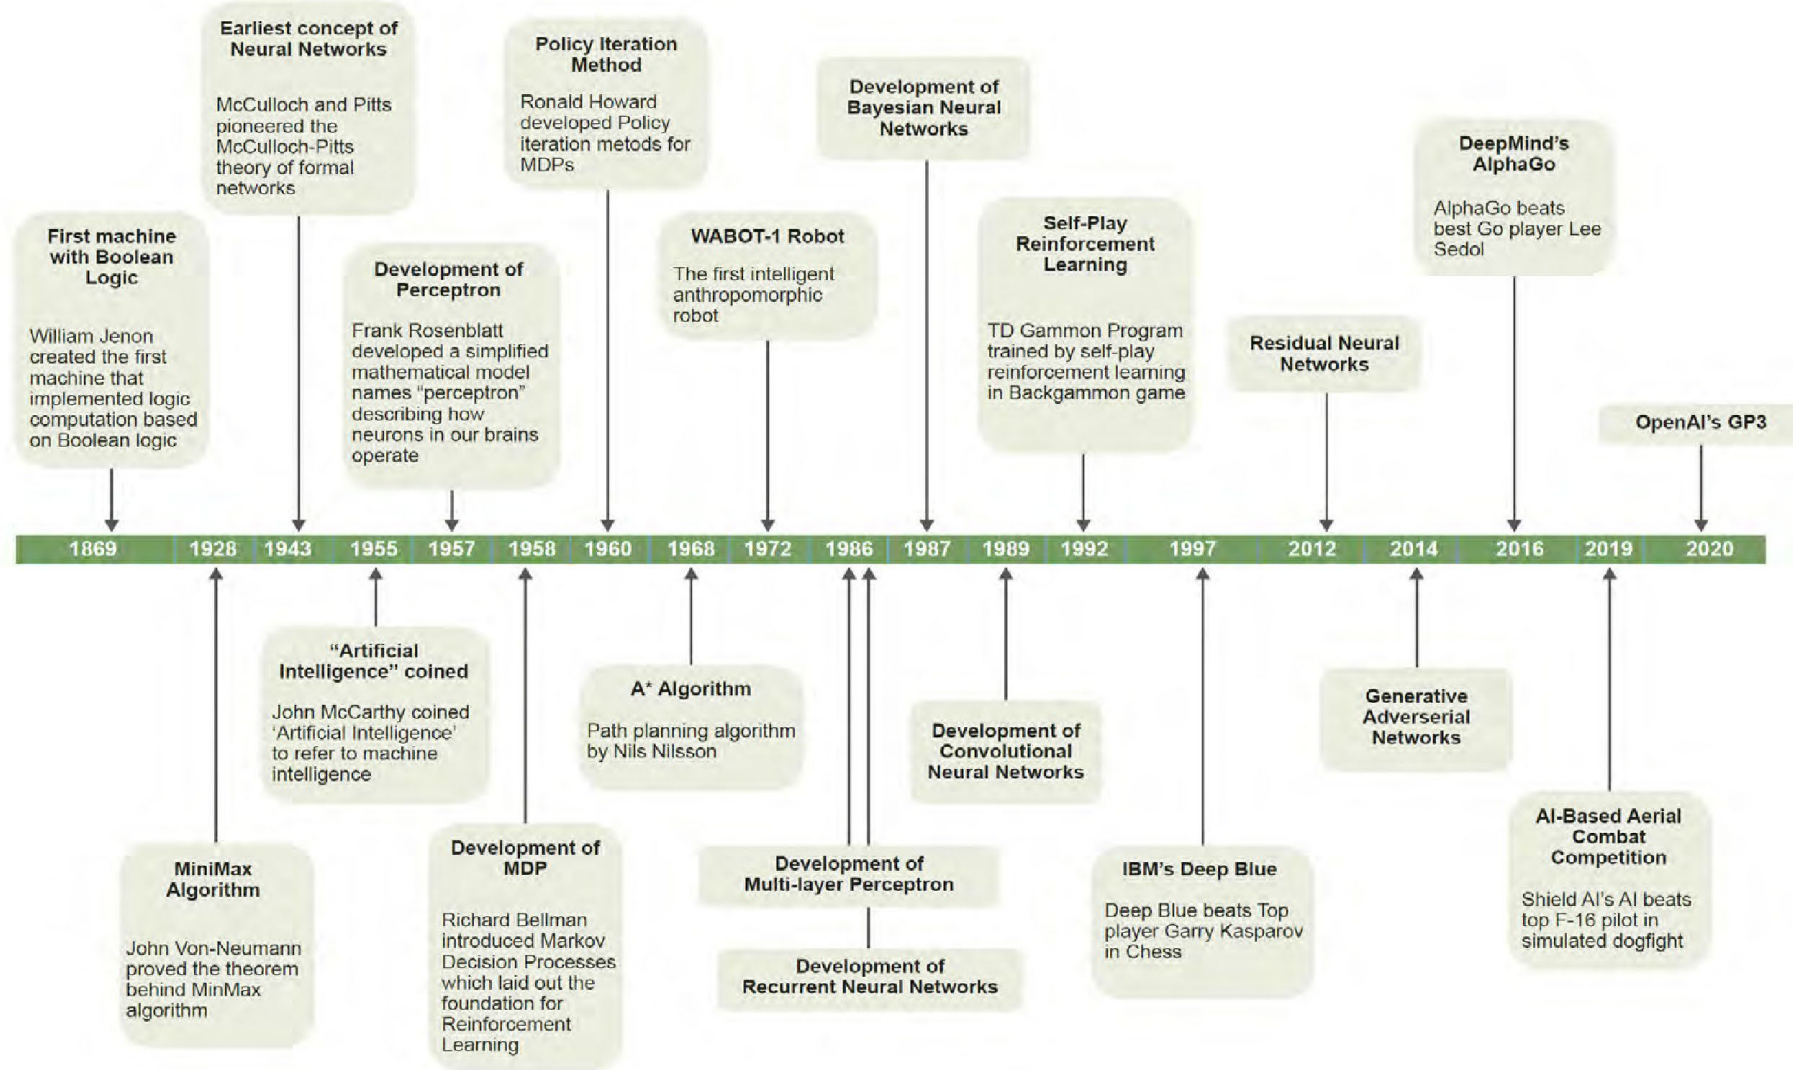 Earliest concept of
Neural Networks
McCulloch and Pitts
pioneered the
McCulloch-Pitts
theory of formal
networks
Policy Iteration
Method
Ronald Howard
developed Policy
iteration metods for
MDPs
Development of
Bayesian Neural
Networks
DeepMind's
AlphaGo
AlphaGo beats
best Go player Lee
Sedol
First machine
with Boolean
Logic
William Jenon
created the first
machine that
implemented logic
computation based
on Boolean logic
Development of
Perceptron
Frank Rosenblatt
developed a simplified
mathematical model
names “perceptron”
describing how
neurons in our brains
operate
WABOT-1 Robot
The first intelligent
anthropomorphic
robot
Self-Play
Reinforcement
Learning
TD Gammon Program
trained by self-play
reinforcement learning
in Backgammon game
Residual Neural
Networks
OpenAI's GP3
1869 1928 1943 1955 1957 1958 1960 1968 1972 1986 1987 1989 1992 1997 2012 2014 2016 2019 2020
“Artificial
Intelligence” coined
John McCarthy coined
‘Artificial Intelligence’
to refer to machine
intelligence
A* Algorithm
Path planning algorithm
by Nils Nilsson
Development of
Convolutional
Neural Networks
Generative
Adverserial
Networks
MiniMax
Algorithm
John Von-Neumann
proved the theorem
behind MinMax
algorithm
Development of
MDP
Richard Bellman
introduced Markov
Decision Processes
which laid out the
foundation for
Reinforcement
Learning
Development of
Multi-layer Perceptron
Development of
Recurrent Neural Networks
IBM's Deep Blue
Deep Blue beats Top
player Garry Kasparov
in Chess
AI-Based Aerial
Combat
Competition
Shield AI's AI beats
top F-16 pilot in
simulated dogfight